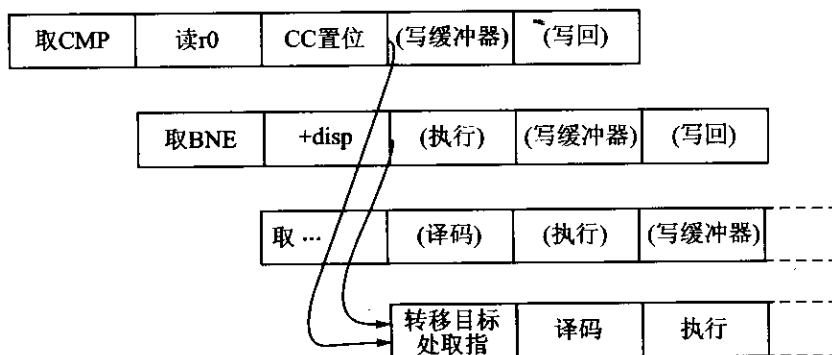 取CMP 读r0 CC置位 (写缓冲器) (写回)
取BNE +disp (执行) (写缓冲器) (写回)
取 … (译码) (执行) (写缓冲器)
转移目标
处取指 译码 执行